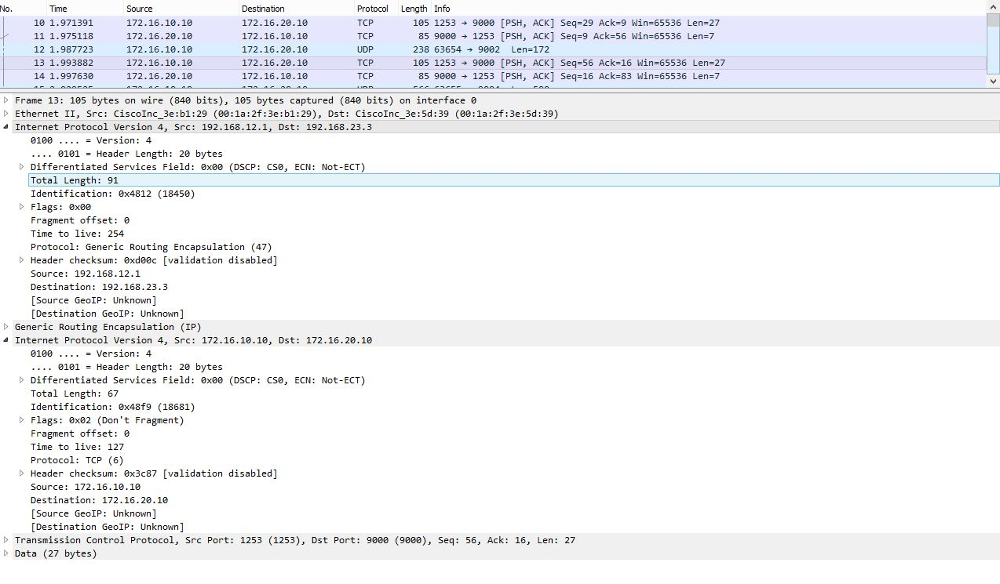 No. Time Source Destination Protocol Length Info
10 1.971391 172.16.10.10 172.16.20.10 TCP 105 1253 → 9000 [PSH, ACK] Seq=29 Ack=9 Win=65536 Len=27
11 1.975118 172.16.20.10 172.16.10.10 TCP 85 9000 → 1253 [PSH, ACK] Seq=9 Ack=56 Win=65536 Len=7
12 1.987723 172.16.10.10 172.16.20.10 UDP 238 63654 → 9002 Len=172
13 1.993882 172.16.10.10 172.16.20.10 TCP 105 1253 → 9000 [PSH, ACK] Seq=56 Ack=16 Win=65536 Len=27
14 1.997630 172.16.20.10 172.16.10.10 TCP 85 9000 → 1253 [PSH, ACK] Seq=16 Ack=83 Win=65536 Len=7
Frame 13: 105 bytes on wire (840 bits), 105 bytes captured (840 bits) on interface 0
Ethernet II, Src: CiscoInc_3e:b1:29 (00:1a:2f:3e:b1:29), Dst: CiscoInc_3e:5d:39 (00:1a:2f:3e:5d:39)
Internet Protocol Version 4, Src: 192.168.12.1, Dst: 192.168.23.3
0100 .... = Version: 4
.... 0101 = Header Length: 20 bytes
Differentiated Services Field: 0x00 (DSCP: CS0, ECN: Not-ECT)
Total Length: 91
Identification: 0x4812 (18450)
Flags: 0x00
Fragment offset: 0
Time to live: 254
Protocol: Generic Routing Encapsulation (47)
Header checksum: 0xd00c [validation disabled]
Source: 192.168.12.1
Destination: 192.168.23.3
[Source GeoIP: Unknown]
[Destination GeoIP: Unknown]
Generic Routing Encapsulation (IP)
Internet Protocol Version 4, Src: 172.16.10.10, Dst: 172.16.20.10
0100 .... = Version: 4
.... 0101 = Header Length: 20 bytes
Differentiated Services Field: 0x00 (DSCP: CS0, ECN: Not-ECT)
Total Length: 67
Identification: 0x48f9 (18681)
Flags: 0x02 (Don't Fragment)
Fragment offset: 0
Time to live: 127
Protocol: TCP (6)
Header checksum: 0x3c87 [validation disabled]
Source: 172.16.10.10
Destination: 172.16.20.10
[Source GeoIP: Unknown]
[Destination GeoIP: Unknown]
Transmission Control Protocol, Src Port: 1253 (1253), Dst Port: 9000 (9000), Seq: 56, Ack: 16, Len: 27
Data (27 bytes)